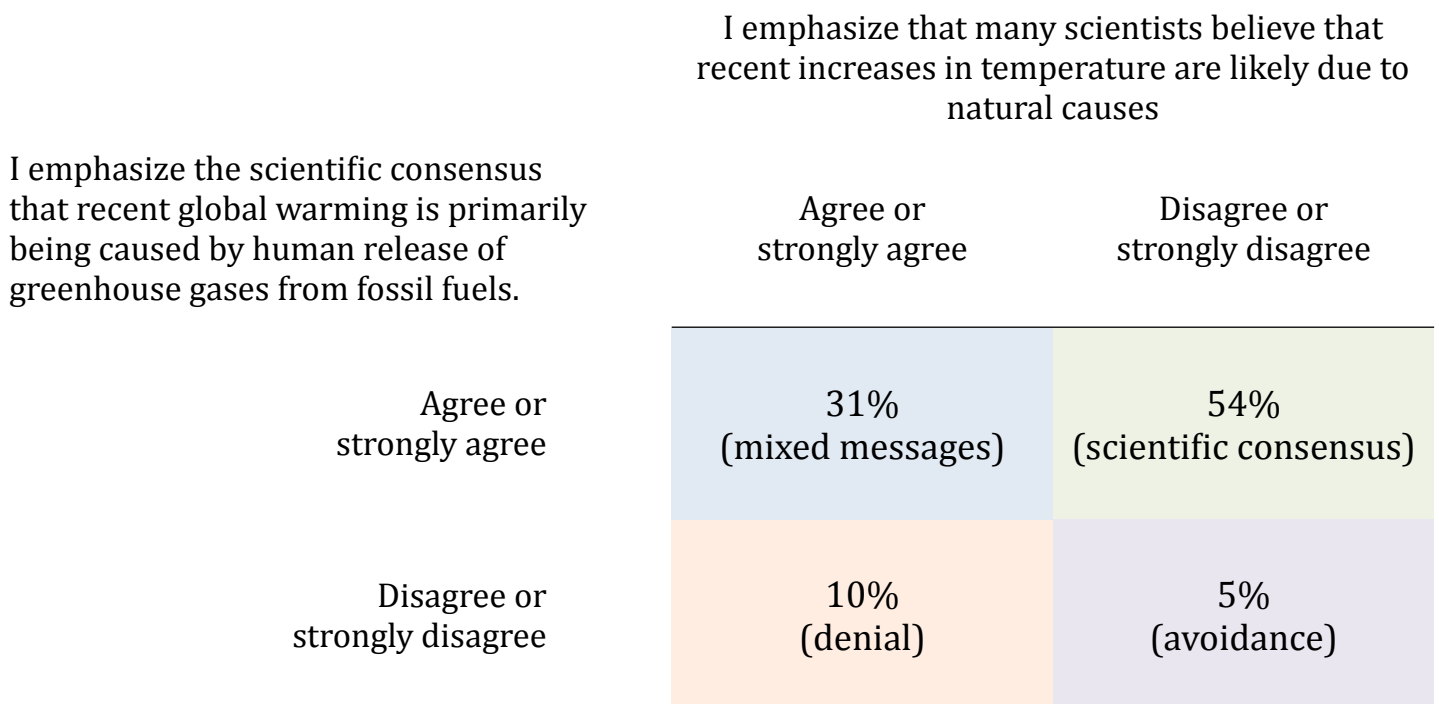 I emphasize that many scientists believe that
recent increases in temperature are likely due to
natural causes
I emphasize the scientific consensus
that recent global warming is primarily
being caused by human release of
greenhouse gases from fossil fuels.
Agree or
strongly agree
Disagree or
strongly disagree
Agree or
strongly agree
31%
(mixed messages)
54%
(scientific consensus)
Disagree or
strongly disagree
10%
(denial)
5%
(avoidance)